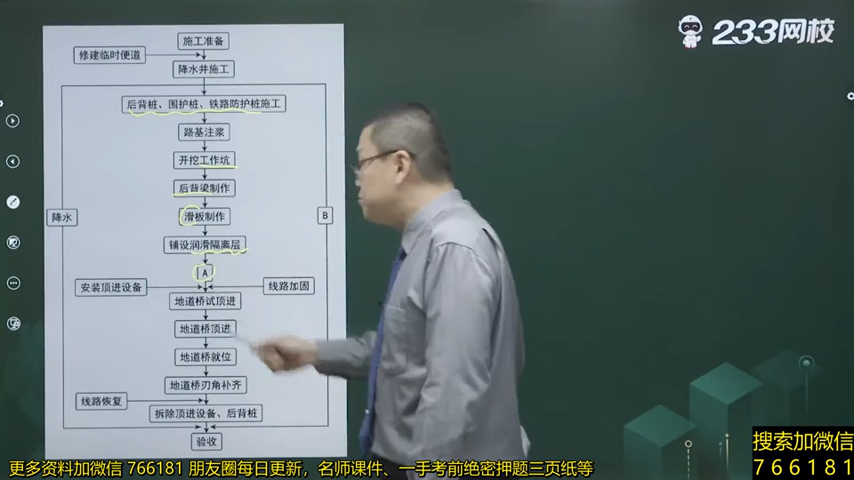 233网校
施工准备
修建临时便道
降水井施工
后背桩、围护桩、铁路防护桩施工
路基注浆
开挖工作坑
后背梁制作
降水
滑板制作
B
铺设润滑隔离层
A
安装顶进设备
线路加固
地道桥试顶进
地道桥顶进
地道桥就位
地道桥刃角补齐
线路恢复
拆除顶进设备、后背桩
验收
搜索加微信
766181
更多资料加微信 766181 朋友圈每日更新，名师课件、一手考前绝密押题三页纸等